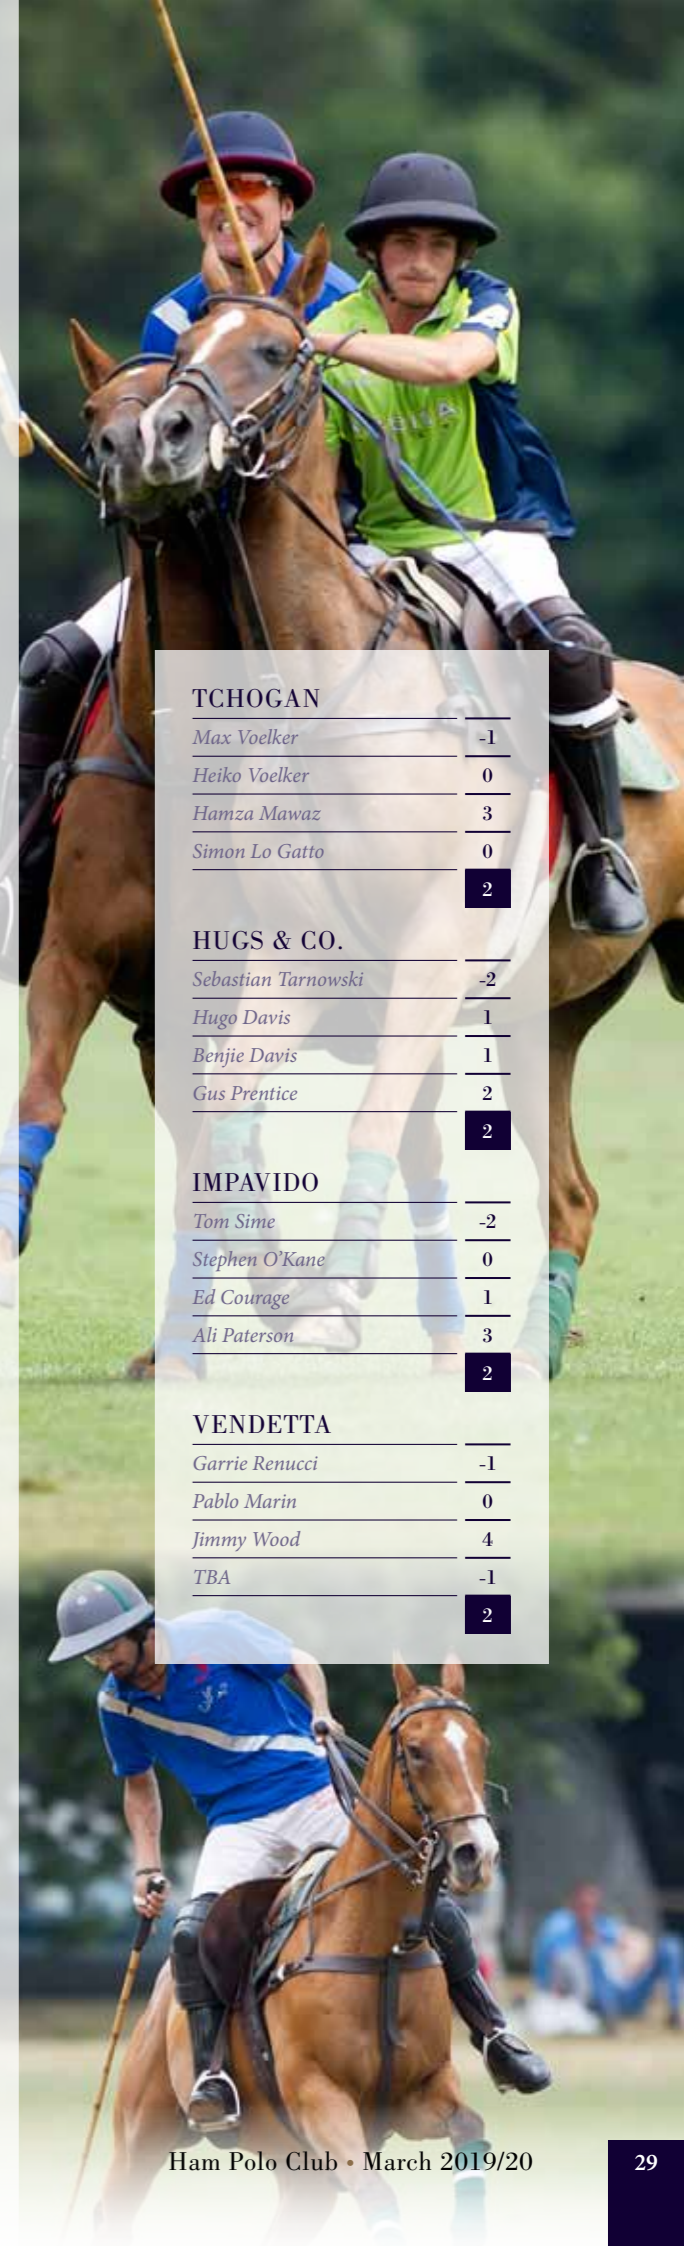 TCHOGAN
Max Voelker -1
Heiko Voelker 0
Hamza Mawaz 3
Simon Lo Gatto 0
2
HUGS & CO.
Sebastian Tarnowski -2
Hugo Davis 1
Benjie Davis 1
Gus Prentice 2
2
IMPAVIDO
Tom Sime -2
Stephen O'Kane 0
Ed Courage 1
Ali Paterson 3
2
VENDETTA
Garrie Renucci -1
Pablo Marin 0
Jimmy Wood 4
TBA -1
2
Ham Polo Club • March 2019/20 29